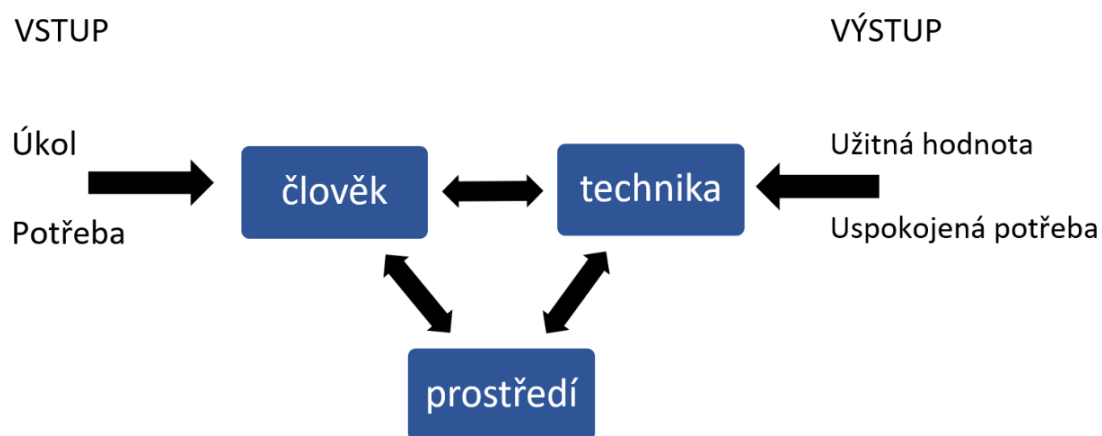 VSTUP
VÝSTUP
Úkol
Užitná hodnota
člověk
technika
Potřeba
Uspokojená potřeba
prostředí